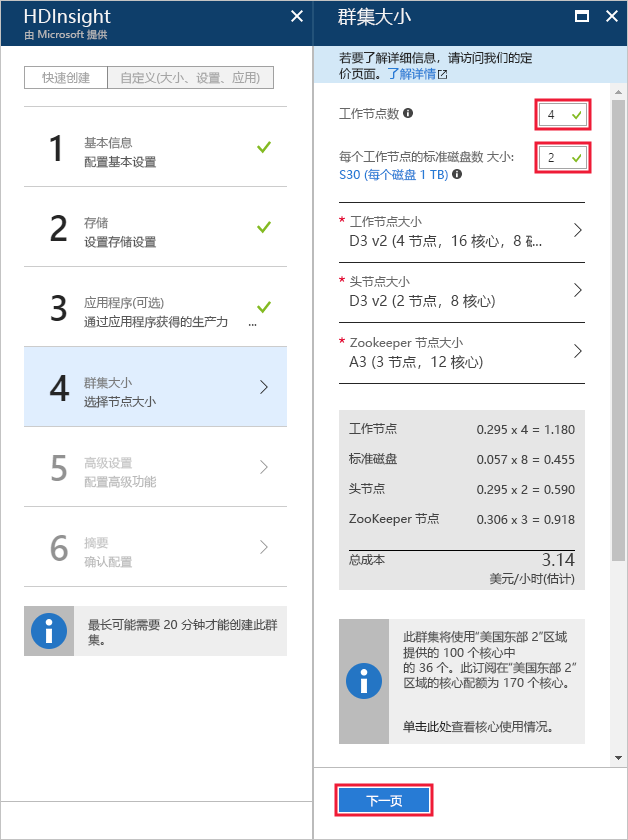 HDInsight
由 Microsoft 提供
快速创建
自定义(大小、设置、应用)
1
基本信息
配置基本设置
2
存储
设置存储设置
3
应用程序(可选)
通过应用程序获得的生产力 ...
4
群集大小
选择节点大小
5
高级设置
配置高级功能
6
摘要
确认配置
最长可能需要 20 分钟才能创建此群
集。
群集大小
若要了解详细信息，请访问我们的定
价页面。了解详情
工作节点数
4
每个工作节点的标准磁盘数 大小:
S30 (每个磁盘 1 TB)
2
* 工作节点大小
D3 v2 (4 节点，16 核心，8 磁...
* 头节点大小
D3 v2 (2 节点，8 核心)
* Zookeeper 节点大小
A3 (3 节点，12 核心)
工作节点 0.295 x 4 = 1.180
标准磁盘 0.057 x 8 = 0.455
头节点 0.295 x 2 = 0.590
ZooKeeper 节点 0.306 x 3 = 0.918
总成本 3.14
美元/小时(估计)
此群集将使用“美国东部 2”区域
提供的 100 个核心中
的 36 个。此订阅在“美国东部 2”
区域的核心配额为 170 个核心。
单击此处查看核心使用情况。
下一页